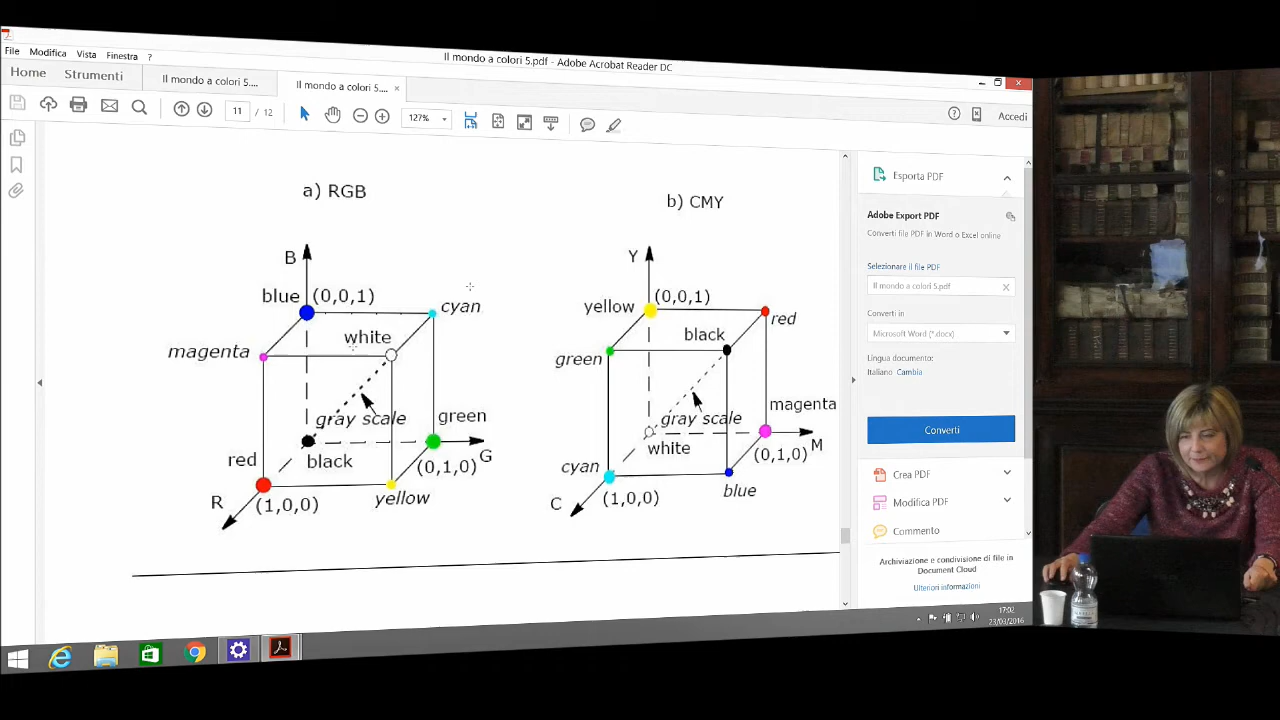 Il mondo a colori 5.pdf - Adobe Acrobat Reader DC
File Modifica Vista Finestra ?
Home Strumenti Il mondo a colori 5.... Il mondo a colori 5.... ×
11 / 12 127% Accedi
a) RGB
b) CMY
B
blue (0,0,1)
cyan
white
magenta
gray scale
green
red
black
G
(0,1,0)
R
(1,0,0)
yellow
Y
yellow (0,0,1)
red
black
green
magenta
gray scale
white
M
(0,1,0)
cyan
C
(1,0,0)
blue
Esporta PDF
Adobe Export PDF
Converti file PDF in Word o Excel online
Selezionare il file PDF
Il mondo a colori 5.pdf ×
Converti in
Microsoft Word (*.docx)
Lingua documento:
Italiano Cambia
Converti
Crea PDF
Modifica PDF
Commento
Archiviazione e condivisione di file in
Document Cloud
Ulteriori informazioni
17:02
23/03/2016